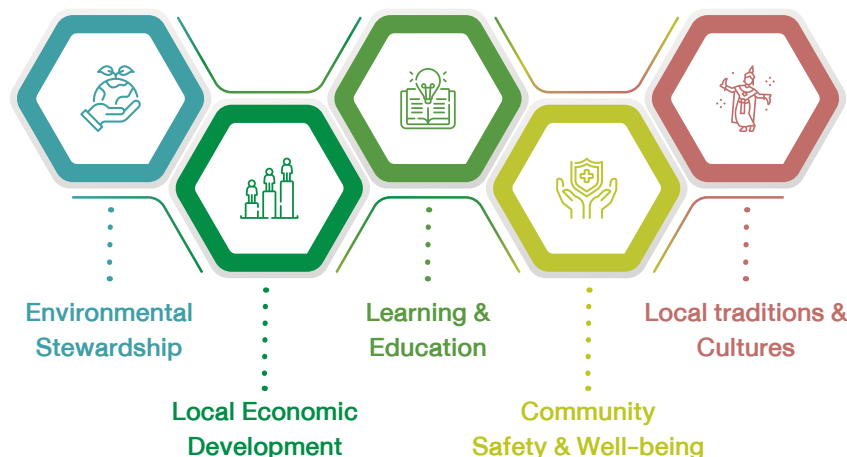 Environmental
Stewardship
Local Economic
Development
Learning &
Education
Community
Safety & Well-being
Local traditions &
Cultures